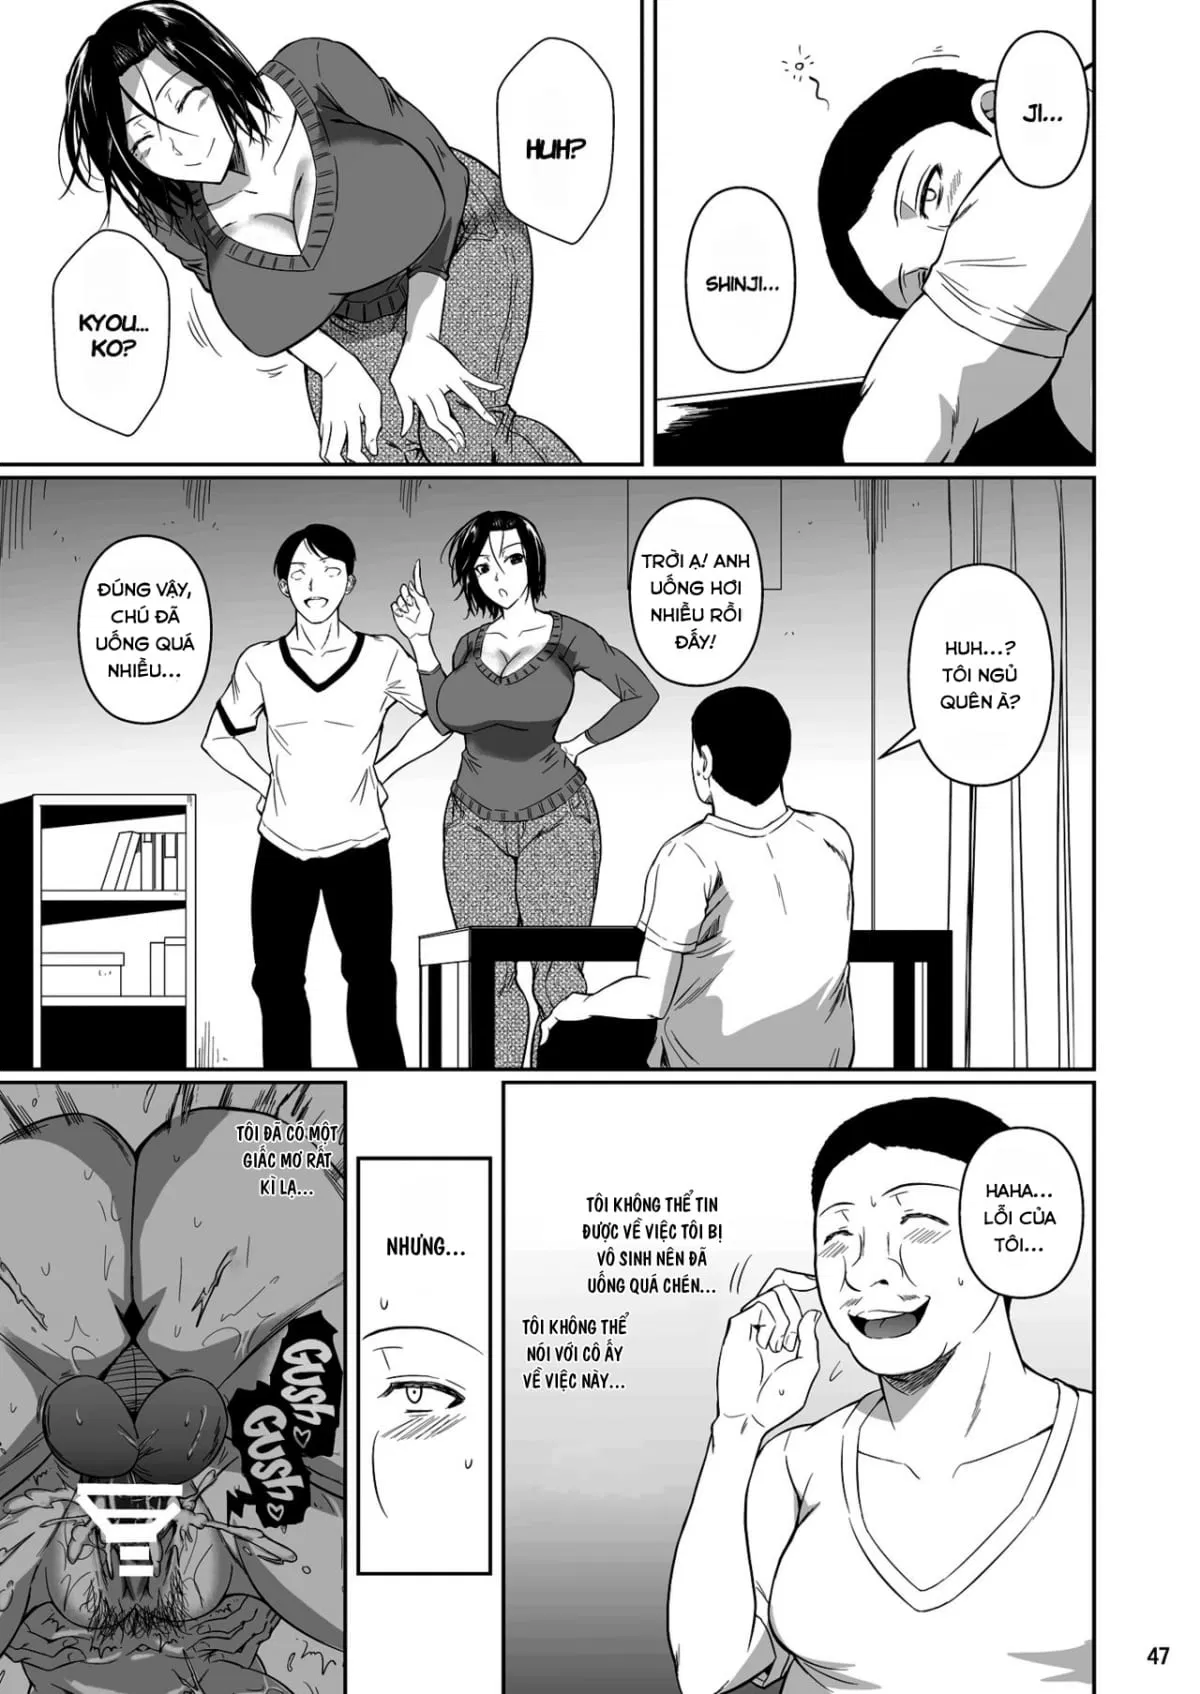 JI...
SHINJI...
HUH?
KYOU...
KO?
HUH...?
TÔI NGỦ
QUÊN À?
TRỜI Ạ! ANH
UỐNG HƠI
NHIỀU RỒI
ĐẤY!
ĐÚNG VẬY,
CHÚ ĐÃ
UỐNG QUÁ
NHIỀU...
HAHA...
LỖI CỦA
TÔI...
TÔI KHÔNG THỂ TIN
ĐƯỢC VỀ VIỆC TÔI BỊ
VÔ SINH NÊN ĐÃ
UỐNG QUÁ CHÉN...
TÔI KHÔNG THỂ
NÓI VỚI CÔ ẤY
VỀ VIỆC NÀY...
NHƯNG...
TÔI ĐÃ CÓ MỘT
GIẤC MƠ RẤT
KÌ LẠ...
GUSH
GUSH
47